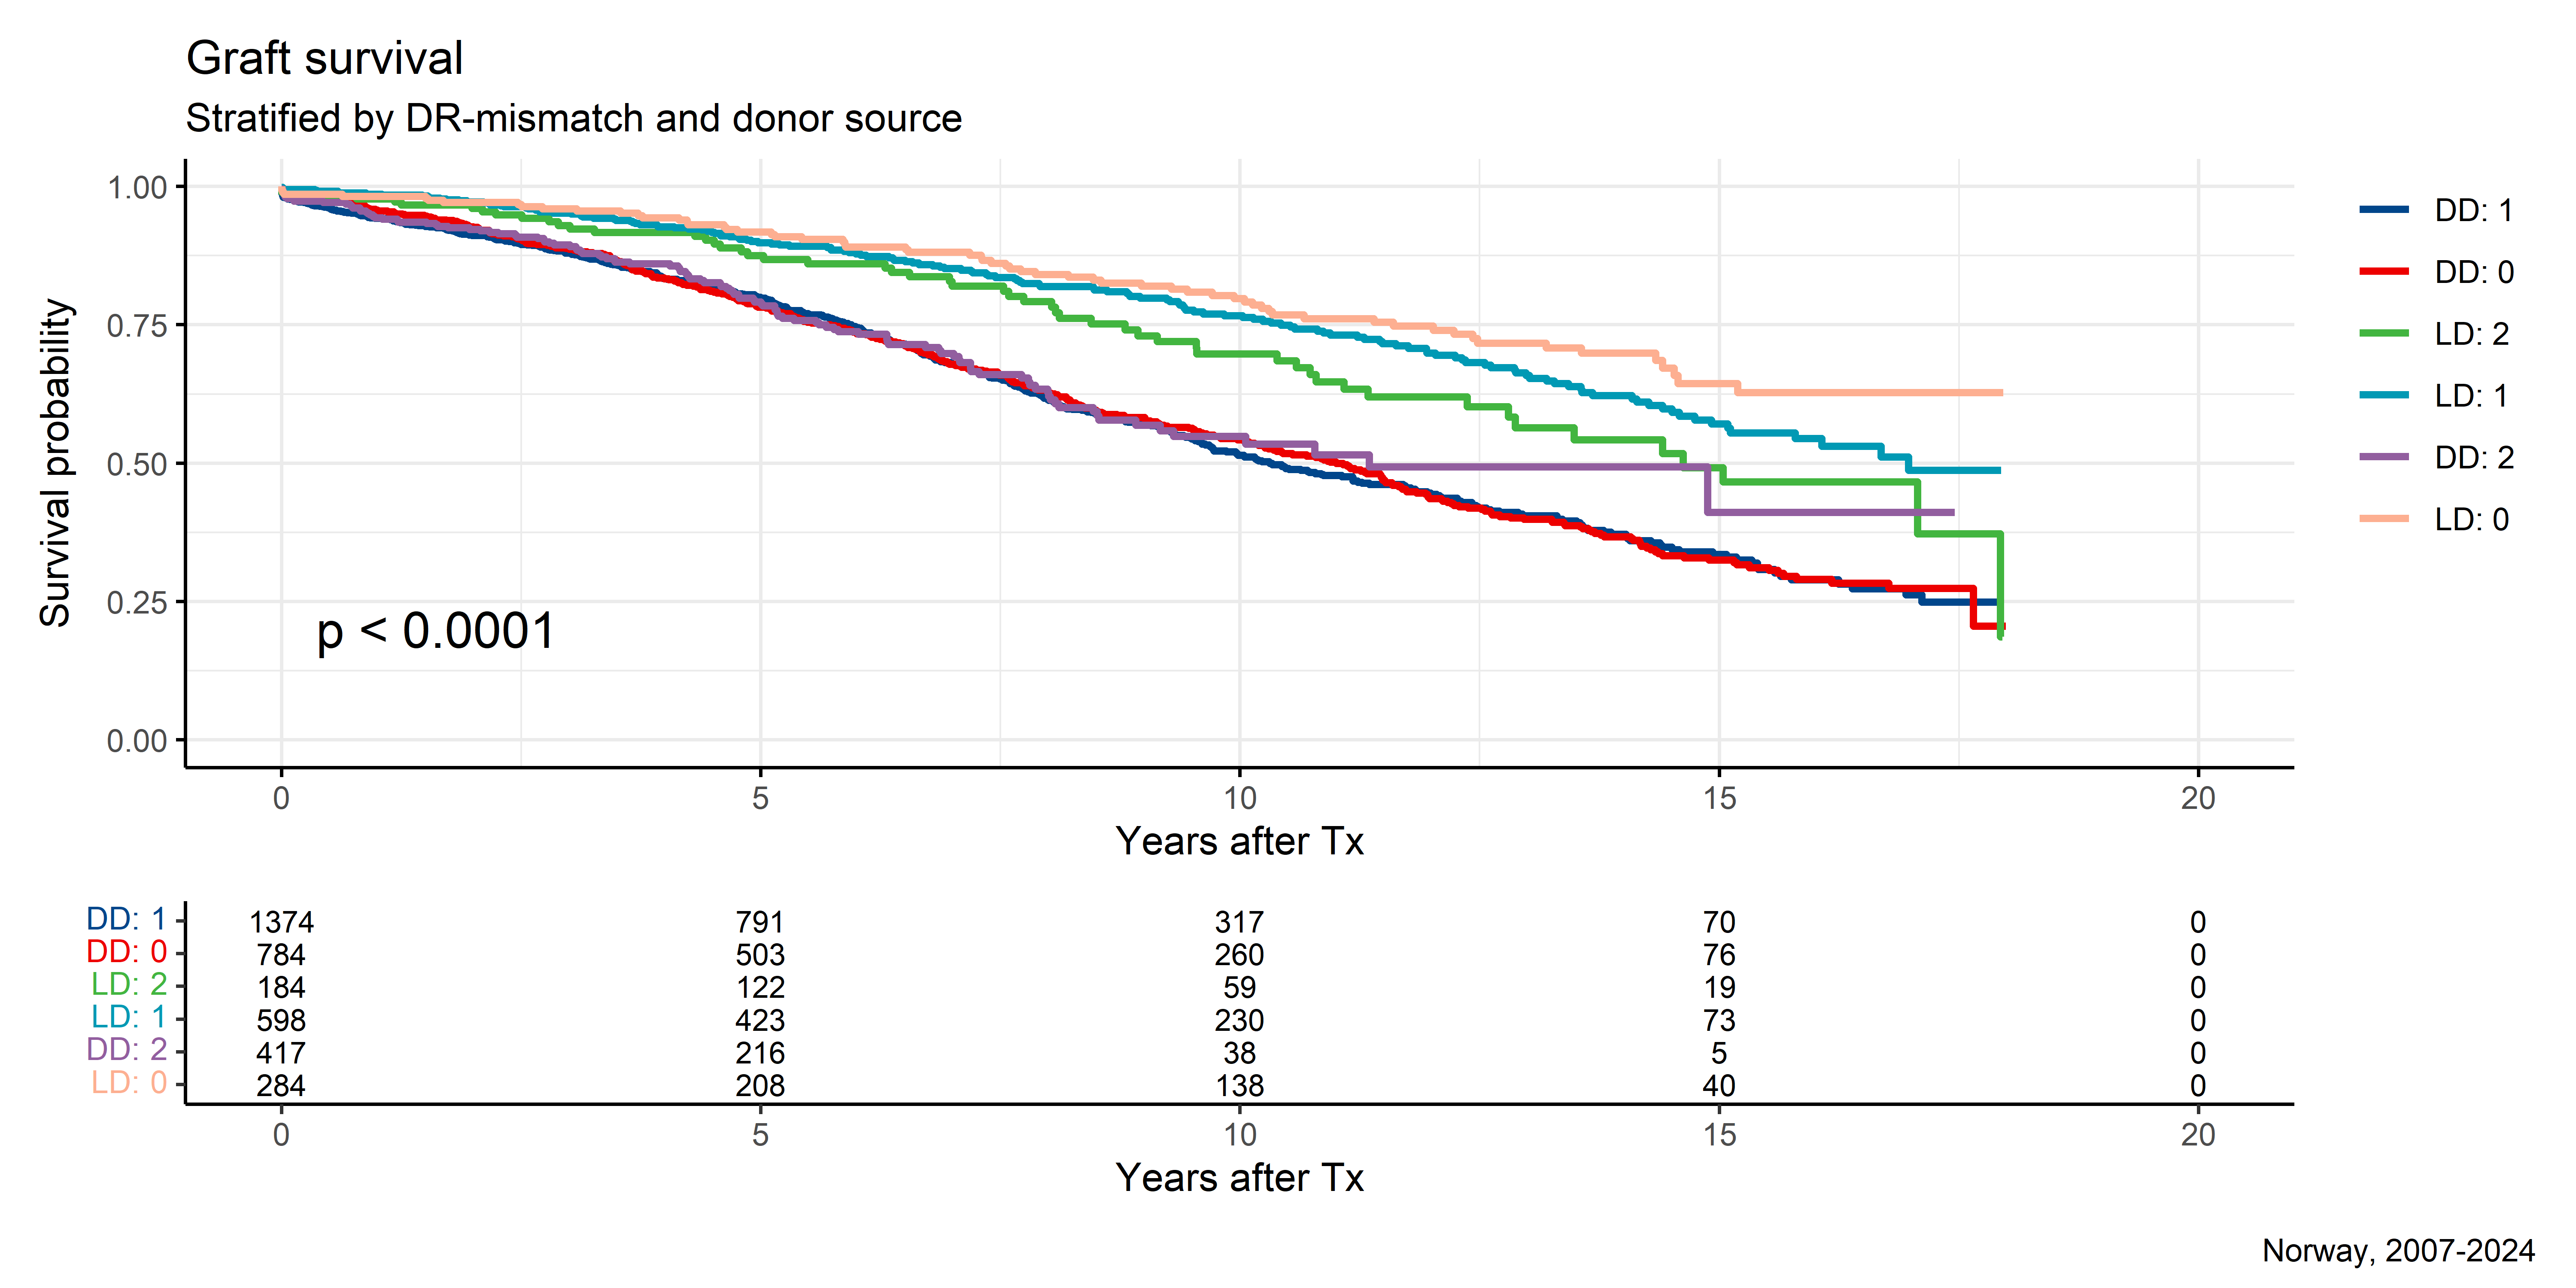 Graft survival
Stratified by DR-mismatch and donor source
Survival probability
1.00
0.75
0.50
0.25
0.00
p < 0.0001
0 5 10 15 20
Years after Tx
DD: 1
DD: 0
LD: 2
LD: 1
DD: 2
LD: 0
DD: 1 1374 791 317 70 0
DD: 0 784 503 260 76 0
LD: 2 184 122 59 19 0
LD: 1 598 423 230 73 0
DD: 2 417 216 38 5 0
LD: 0 284 208 138 40 0
0 5 10 15 20
Years after Tx
Norway, 2007-2024